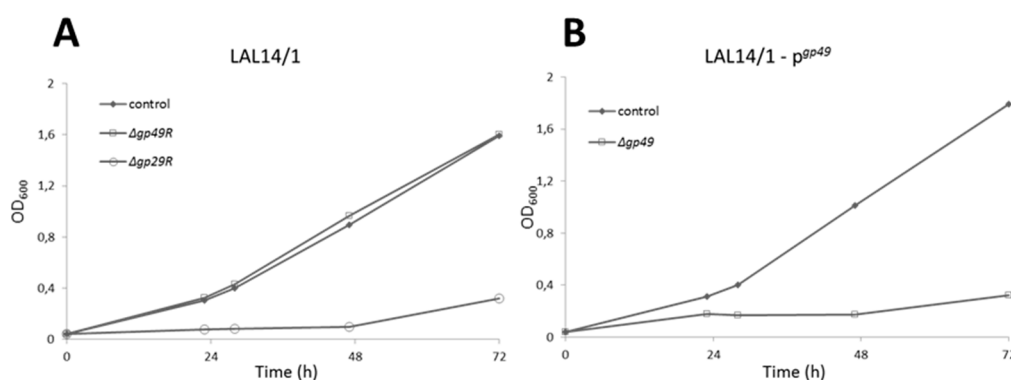 A
LAL14/1
2
1,6
1,2
0,8
0,4
0
OD600
control
Δgp49R
Δgp29R
0 24 48 72
Time (h)
B
LAL14/1 - pgp49
2
1,6
1,2
0,8
0,4
0
OD600
control
Δgp49
0 24 48 72
Time (h)